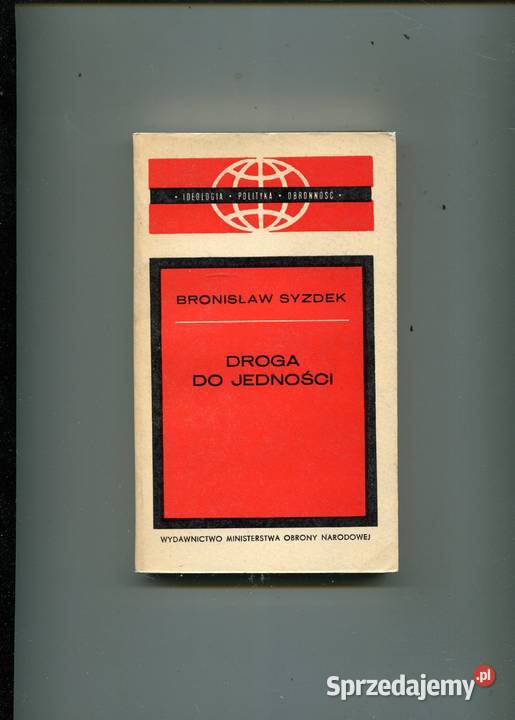 • IDEOLOGIA • POLITYKA • OBRONNOŚĆ •
BRONISŁAW SYZDEK
DROGA
DO JEDNOŚCI
WYDAWNICTWO MINISTERSTWA OBRONY NARODOWEJ
Sprzedajemy.pl